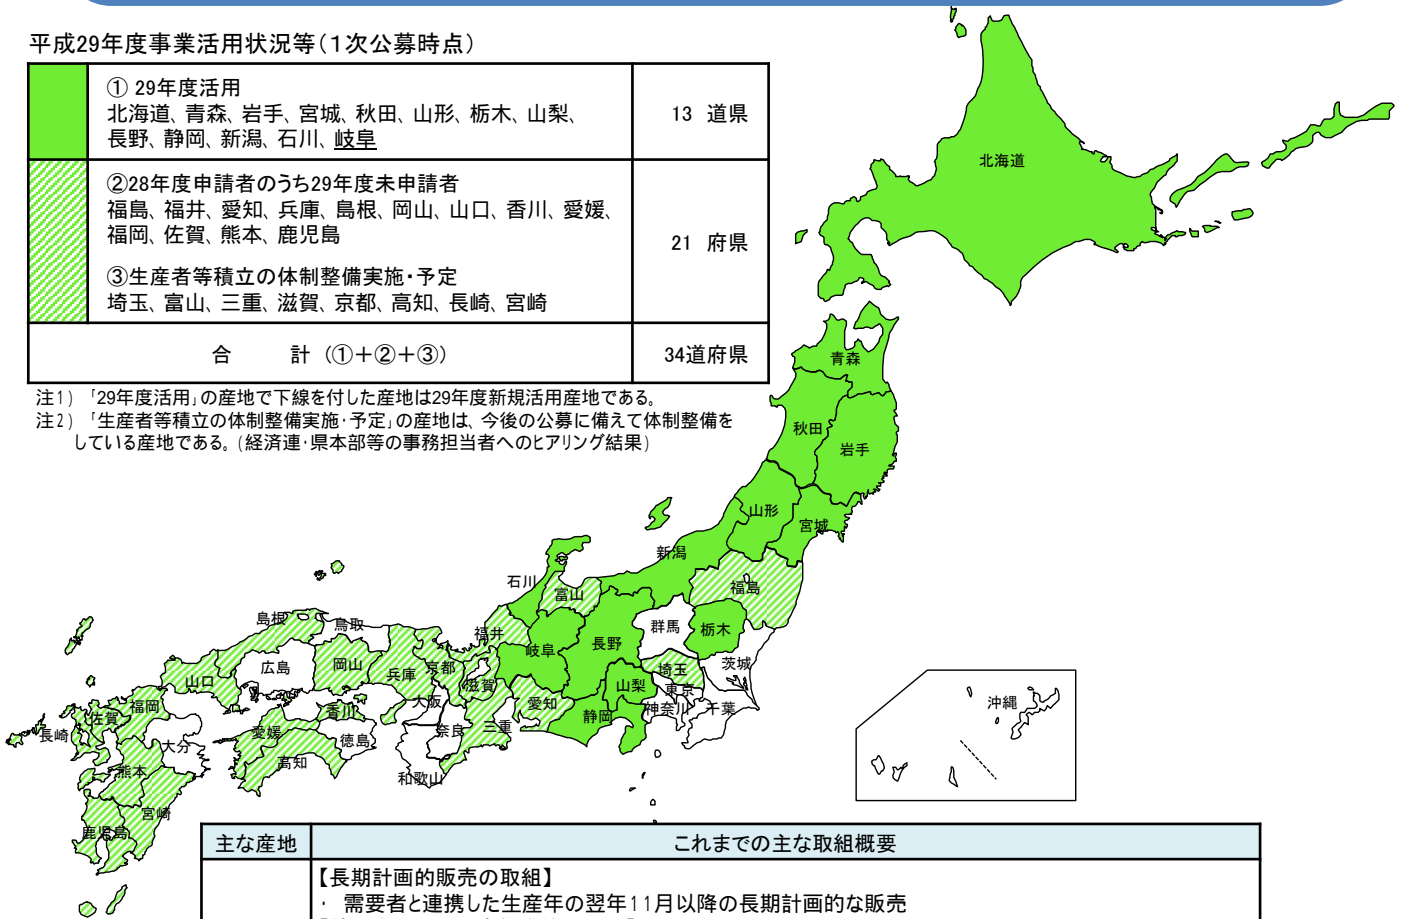 平成29年度事業活用状況等(1次公募時点)
① 29年度活用
北海道、青森、岩手、宮城、秋田、山形、栃木、山梨、
長野、静岡、新潟、石川、岐阜
13 道県
②28年度申請者のうち29年度未申請者
福島、福井、愛知、兵庫、島根、岡山、山口、香川、愛媛、
福岡、佐賀、熊本、鹿児島
③生産者等積立の体制整備実施・予定
埼玉、富山、三重、滋賀、京都、高知、長崎、宮崎
21 府県
合 計 (①+②+③)
34道府県
注1) 「29年度活用」の産地で下線を付した産地は29年度新規活用産地である。
注2) 「生産者等積立の体制整備実施・予定」の産地は、今後の公募に備えて体制整備を
している産地である。(経済連・県本部等の事務担当者へのヒアリング結果)
北海道
青森
秋田
岩手
山形
宮城
新潟
福島
石川
富山
福井
群馬
栃木
長野
岐阜
茨城
埼玉
山梨
東京
神奈川
千葉
静岡
愛知
島根
鳥取
広島
岡山
兵庫
京都
滋賀
山口
大阪
奈良
三重
和歌山
香川
徳島
愛媛
高知
福岡
佐賀
長崎
大分
熊本
宮崎
鹿児島
沖縄
主な産地
これまでの主な取組概要
【長期計画的販売の取組】
・ 需要者と連携した生産年の翌年11月以降の長期計画的な販売